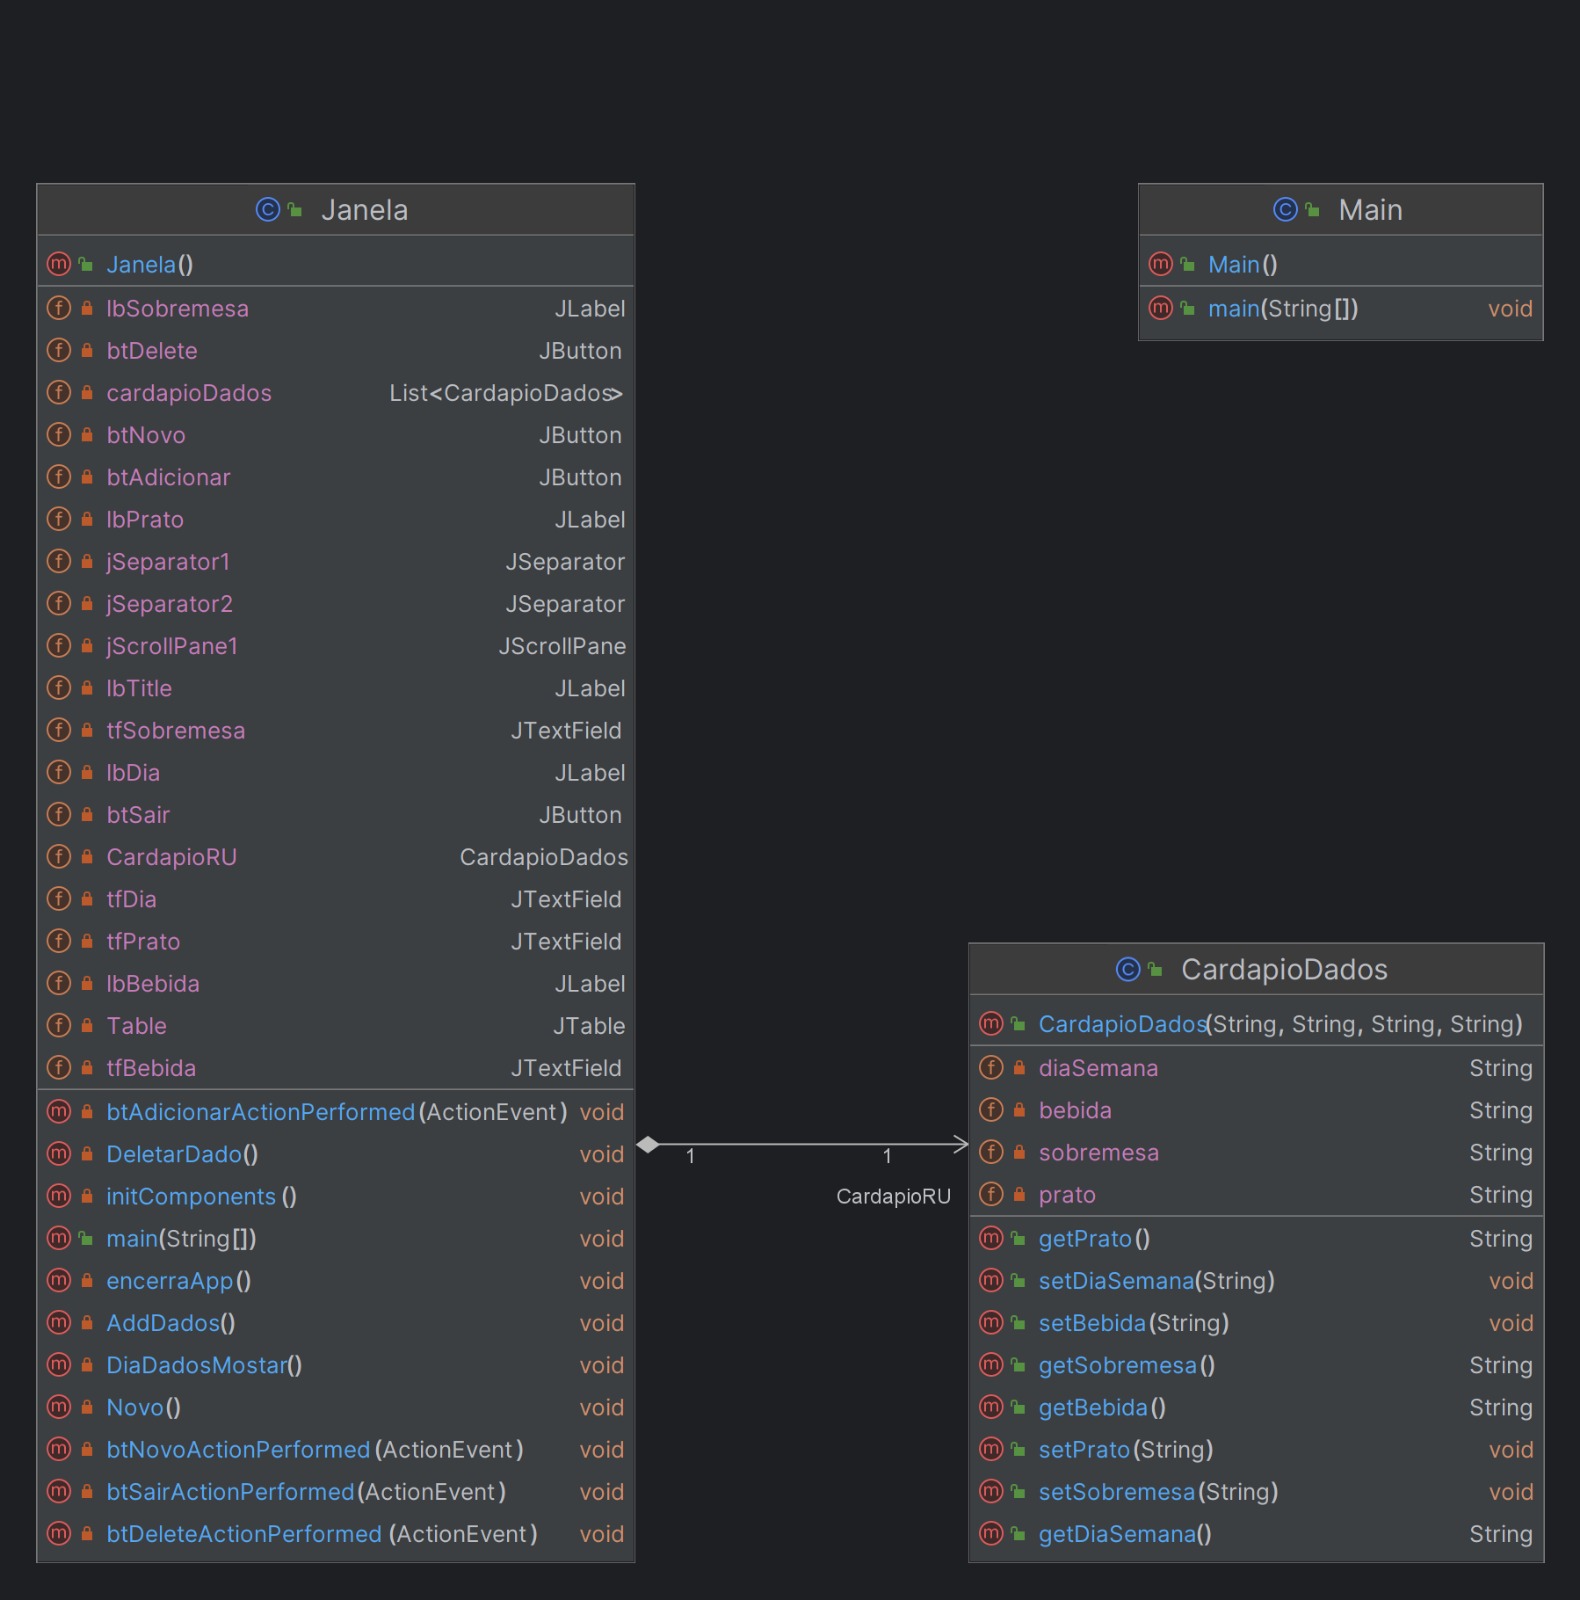 Janela
Janela()
lbSobremesa JLabel
btDelete JButton
cardapioDados List<CardapioDados>
btNovo JButton
btAdicionar JButton
lbPrato JLabel
jSeparator1 JSeparator
jSeparator2 JSeparator
jScrollPane1 JScrollPane
lbTitle JLabel
tfSobremesa JTextField
lbDia JLabel
btSair JButton
CardapioRU CardapioDados
tfDia JTextField
tfPrato JTextField
lbBebida JLabel
Table JTable
tfBebida JTextField
btAdicionarActionPerformed(ActionEvent) void
DeletarDado() void
initComponents() void
main(String[]) void
encerraApp() void
AddDados() void
DiaDadosMostar() void
Novo() void
btNovoActionPerformed(ActionEvent) void
btSairActionPerformed(ActionEvent) void
btDeleteActionPerformed(ActionEvent) void
Main
Main()
main(String[]) void
1 1
CardapioRU
CardapioDados
CardapioDados(String, String, String, String)
diaSemana String
bebida String
sobremesa String
prato String
getPrato() String
setDiaSemana(String) void
setBebida(String) void
getSobremesa() String
getBebida() String
setPrato(String) void
setSobremesa(String) void
getDiaSemana() String